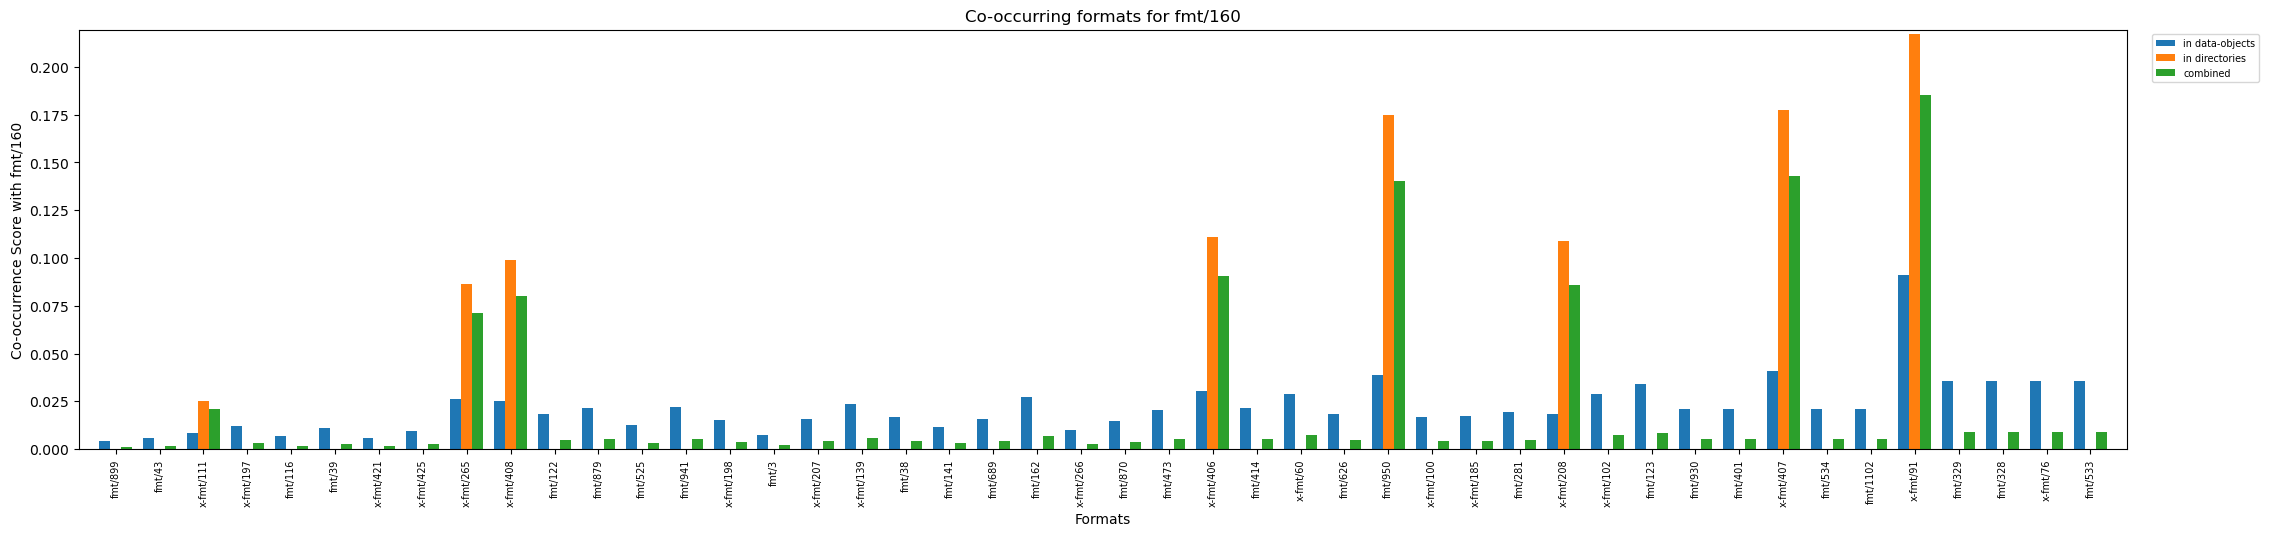 Co-occurring formats for fmt/160
Co-occurrence Score with fmt/160
0.200
0.175
0.150
0.125
0.100
0.075
0.050
0.025
0.000
in data-objects
in directories
combined
fmt/899
fmt/43
x-fmt/111
x-fmt/197
fmt/116
fmt/39
x-fmt/421
x-fmt/425
x-fmt/265
x-fmt/408
fmt/122
fmt/879
fmt/525
fmt/941
x-fmt/198
fmt/3
x-fmt/207
x-fmt/139
fmt/38
fmt/141
fmt/689
fmt/162
x-fmt/266
fmt/870
fmt/473
x-fmt/406
fmt/414
x-fmt/60
fmt/626
fmt/950
x-fmt/100
x-fmt/185
fmt/281
x-fmt/208
x-fmt/102
fmt/123
fmt/930
fmt/401
x-fmt/407
fmt/534
fmt/1102
x-fmt/91
fmt/329
fmt/328
x-fmt/76
fmt/533
Formats